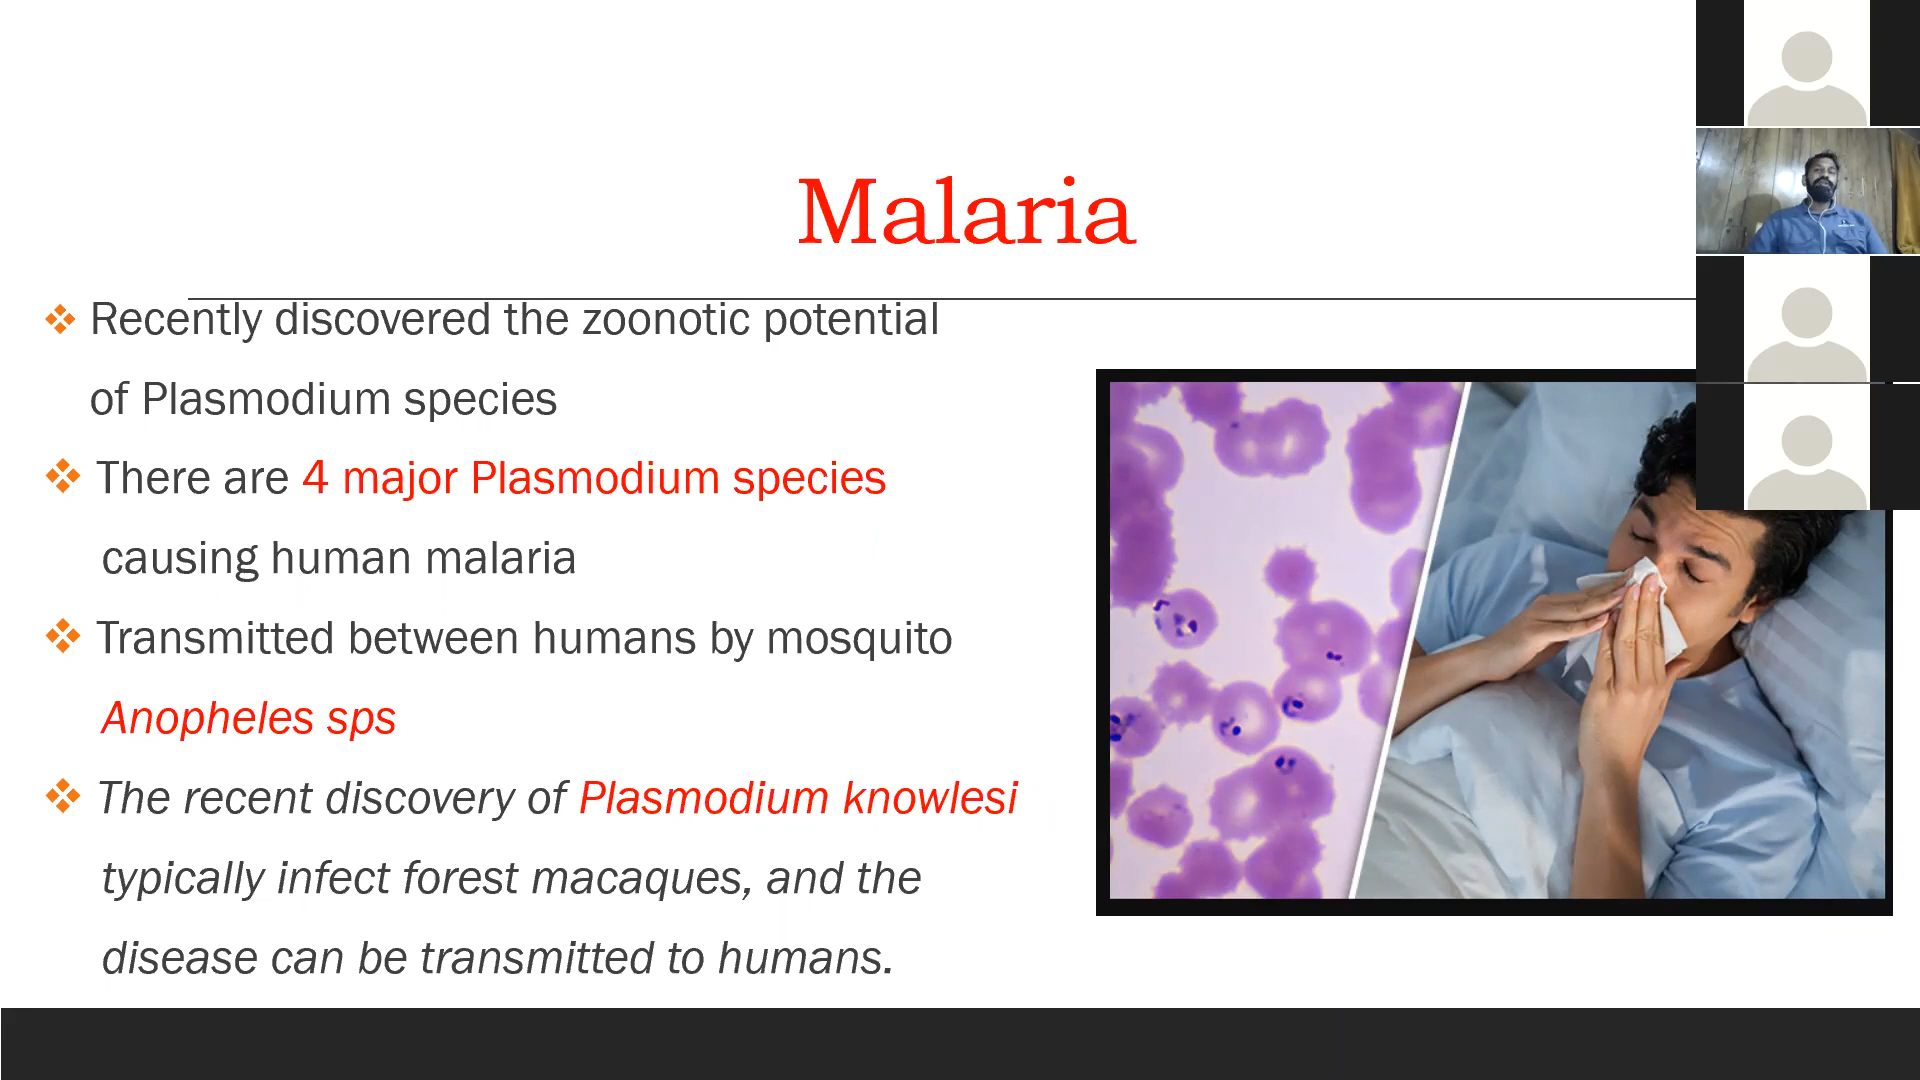 Malaria
Recently discovered the zoonotic potential
of Plasmodium species
There are 4 major Plasmodium species
causing human malaria
Transmitted between humans by mosquito
Anopheles sps
The recent discovery of Plasmodium knowlesi
typically infect forest macaques, and the
disease can be transmitted to humans.